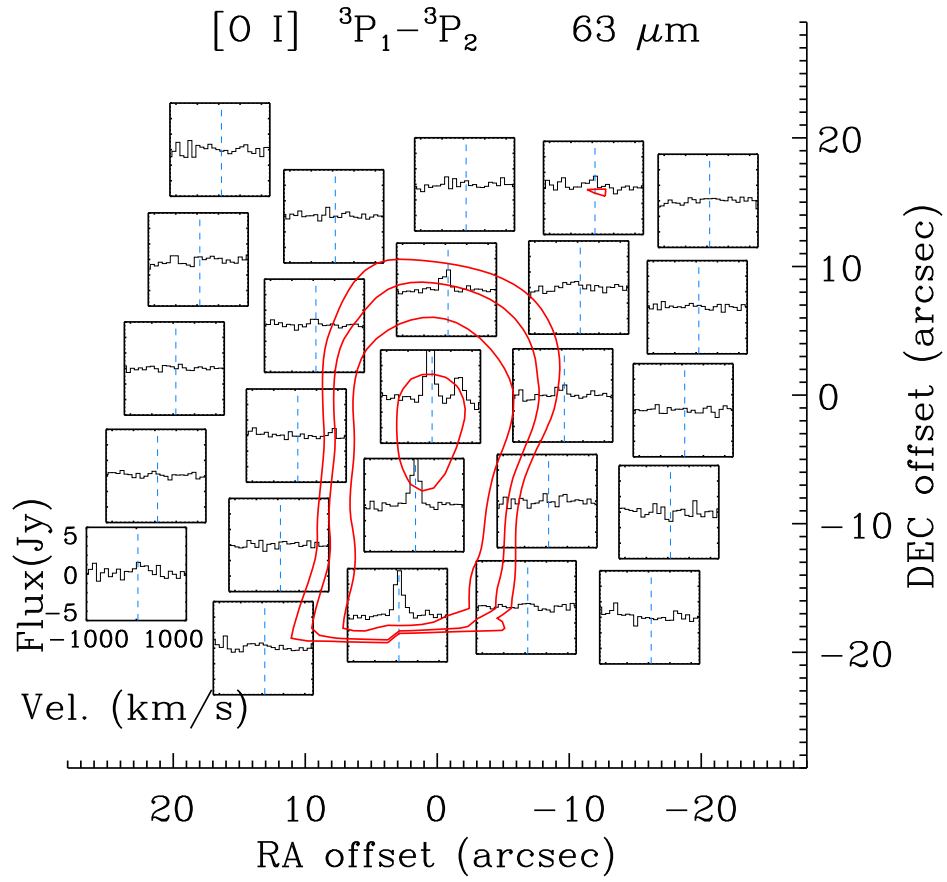 [O I] ³P₁−³P₂ 63 μm
20
10
0
−10
−20
DEC offset (arcsec)
Flux(Jy)
5
0
−5
−1000 1000
Vel. (km/s)
20 10 0 −10 −20
RA offset (arcsec)